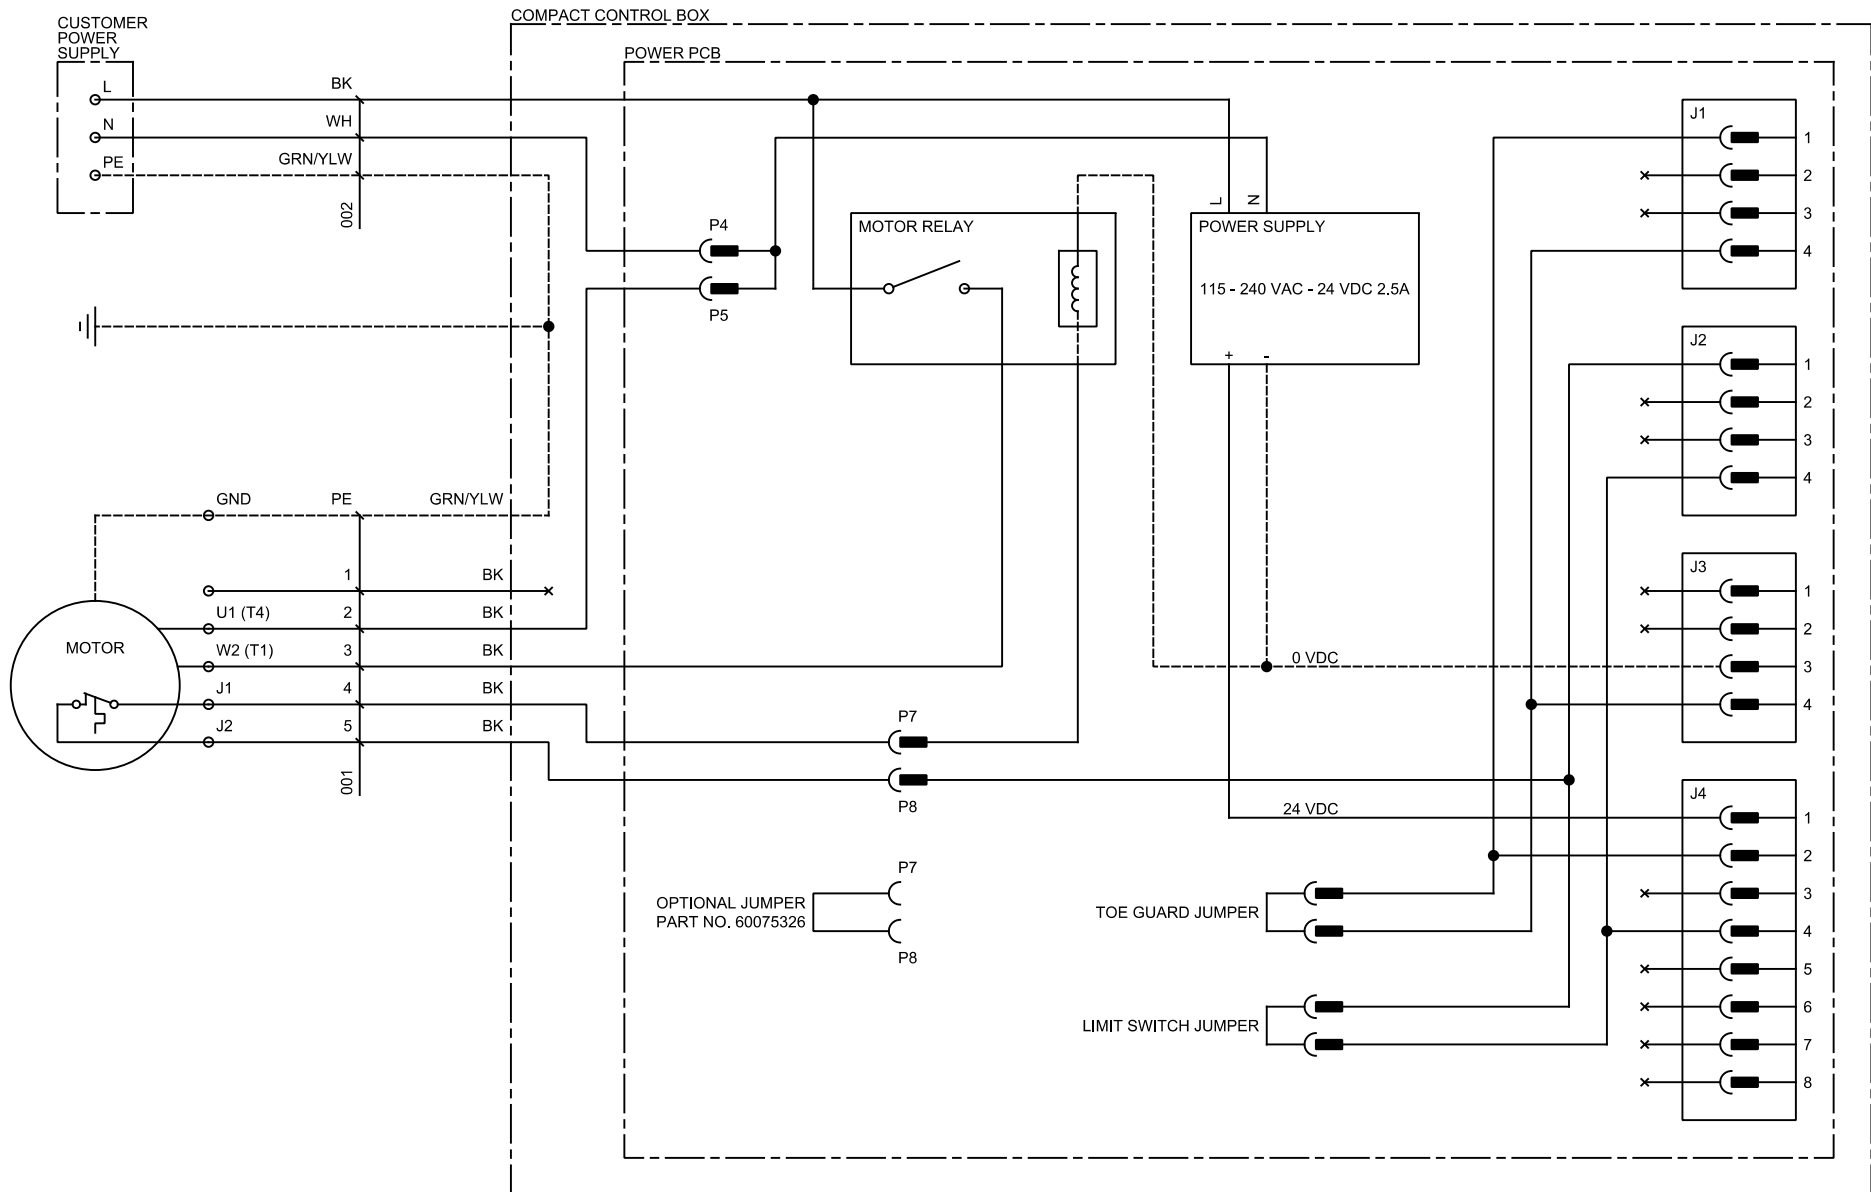 COMPACT CONTROL BOX
CUSTOMER
POWER
SUPPLY
POWER PCB
L
BK
N
WH
PE
GRN/YLW
002
P4
P5
MOTOR RELAY
L
N
POWER SUPPLY
115 - 240 VAC - 24 VDC 2.5A
+
-
J1
1
2
3
4
J2
1
2
3
4
GND
PE
GRN/YLW
1
BK
U1 (T4)
2
BK
MOTOR
W2 (T1)
3
BK
J1
4
BK
J2
5
BK
001
0 VDC
J3
1
2
3
4
P7
P8
24 VDC
J4
1
2
3
4
5
6
7
8
P7
OPTIONAL JUMPER
PART NO. 60075326
P8
TOE GUARD JUMPER
LIMIT SWITCH JUMPER